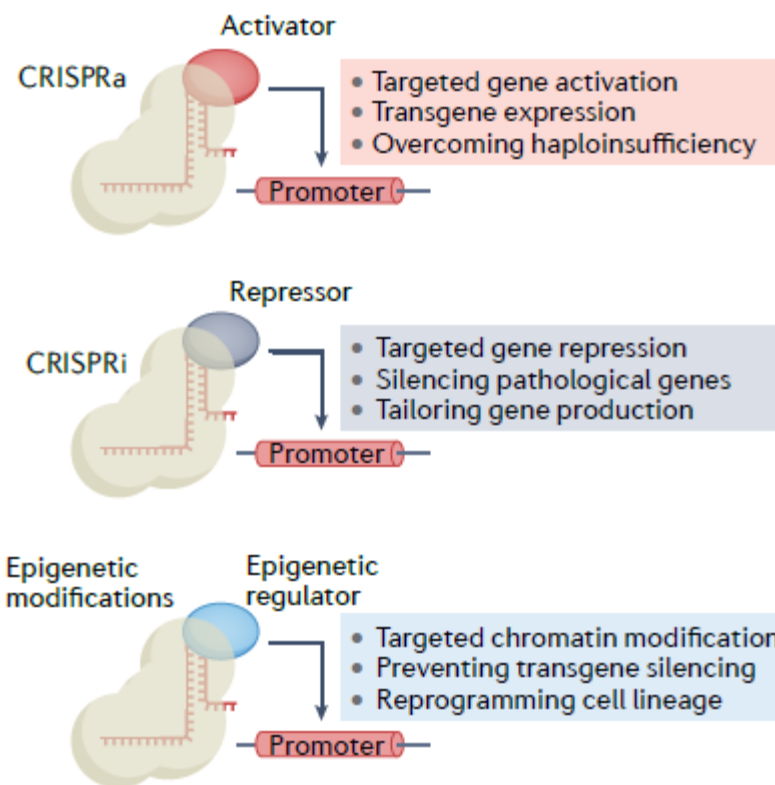 Activator
CRISPRa
• Targeted gene activation
• Transgene expression
• Overcoming haploinsufficiency
Promoter
Repressor
CRISPRi
• Targeted gene repression
• Silencing pathological genes
• Tailoring gene production
Promoter
Epigenetic
modifications
Epigenetic
regulator
• Targeted chromatin modification
• Preventing transgene silencing
• Reprogramming cell lineage
Promoter